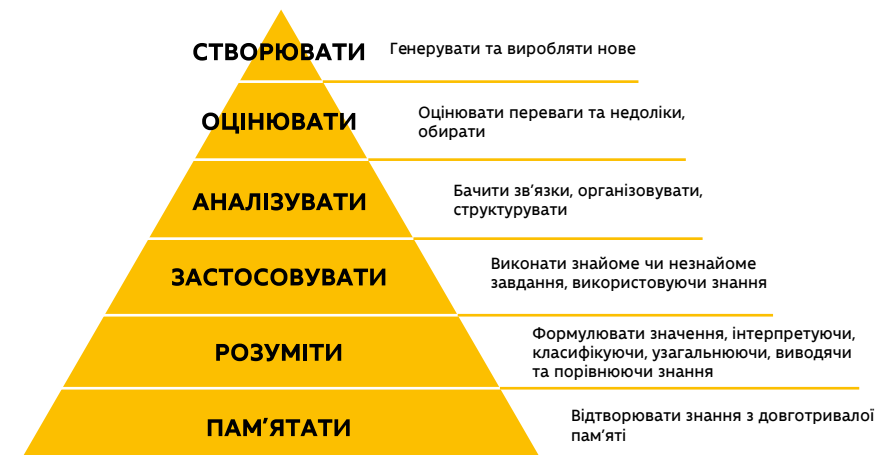 СТВОРЮВАТИ
Генерувати та виробляти нове
ОЦІНЮВАТИ
Оцінювати переваги та недоліки,
обирати
АНАЛІЗУВАТИ
Бачити зв’язки, організовувати,
структурувати
ЗАСТОСОВУВАТИ
Виконати знайоме чи незнайоме
завдання, використовуючи знання
РОЗУМІТИ
Формулювати значення, інтерпретуючи,
класифікуючи, узагальнюючи, виводячи
та порівнюючи знання
ПАМ’ЯТАТИ
Відтворювати знання з довготривалої
пам’яті